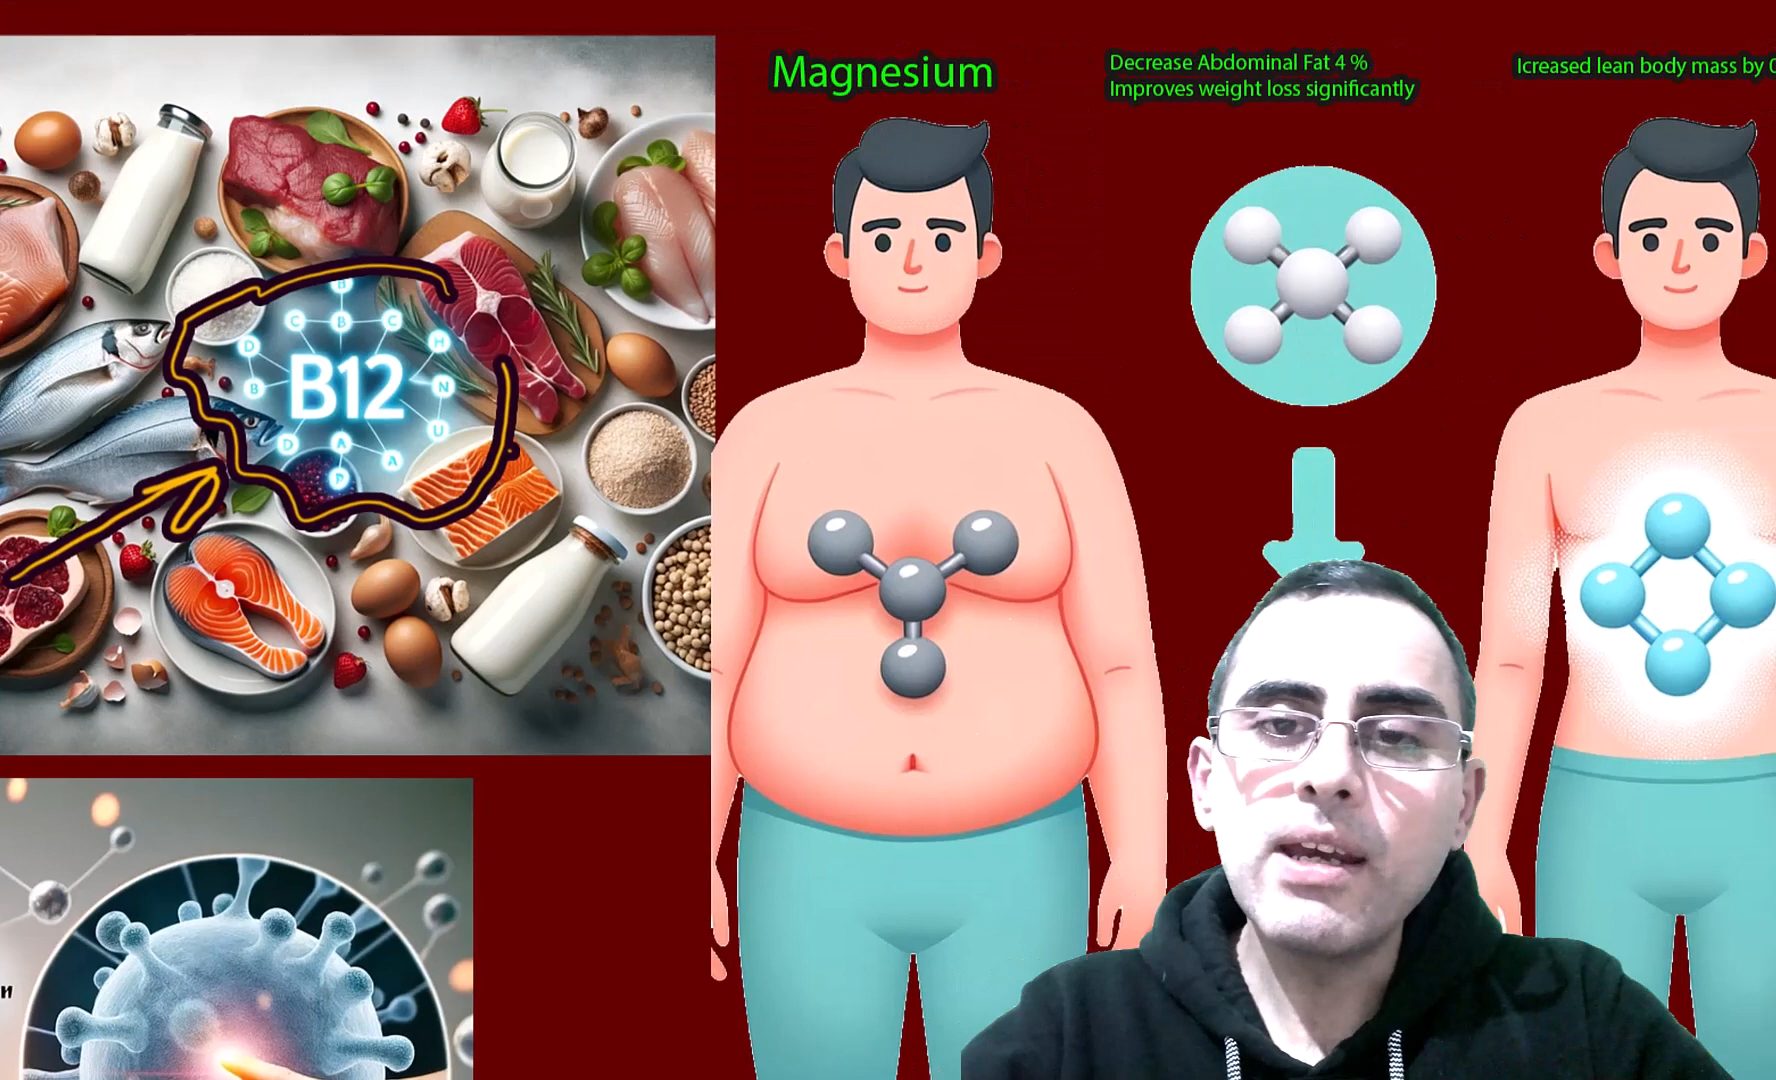 Magnesium
Decrease Abdominal Fat 4 %
Improves weight loss significantly
Icreased lean body mass by
B
C B C
D H
B12
B N
D A U
A
P
n